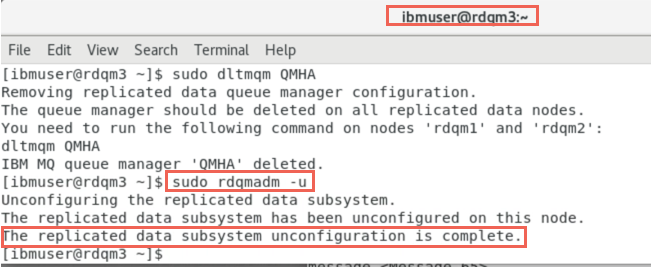 ibmuser@rdqm3:~
File Edit View Search Terminal Help
[ibmuser@rdqm3 ~]$ sudo dltmqm QMHA
Removing replicated data queue manager configuration.
The queue manager should be deleted on all replicated data nodes.
You need to run the following command on nodes 'rdqm1' and 'rdqm2':
dltmqm QMHA
IBM MQ queue manager 'QMHA' deleted.
[ibmuser@rdqm3 ~]$ sudo rdqmadm -u
Unconfiguring the replicated data subsystem.
The replicated data subsystem has been unconfigured on this node.
The replicated data subsystem unconfiguration is complete.
[ibmuser@rdqm3 ~]$